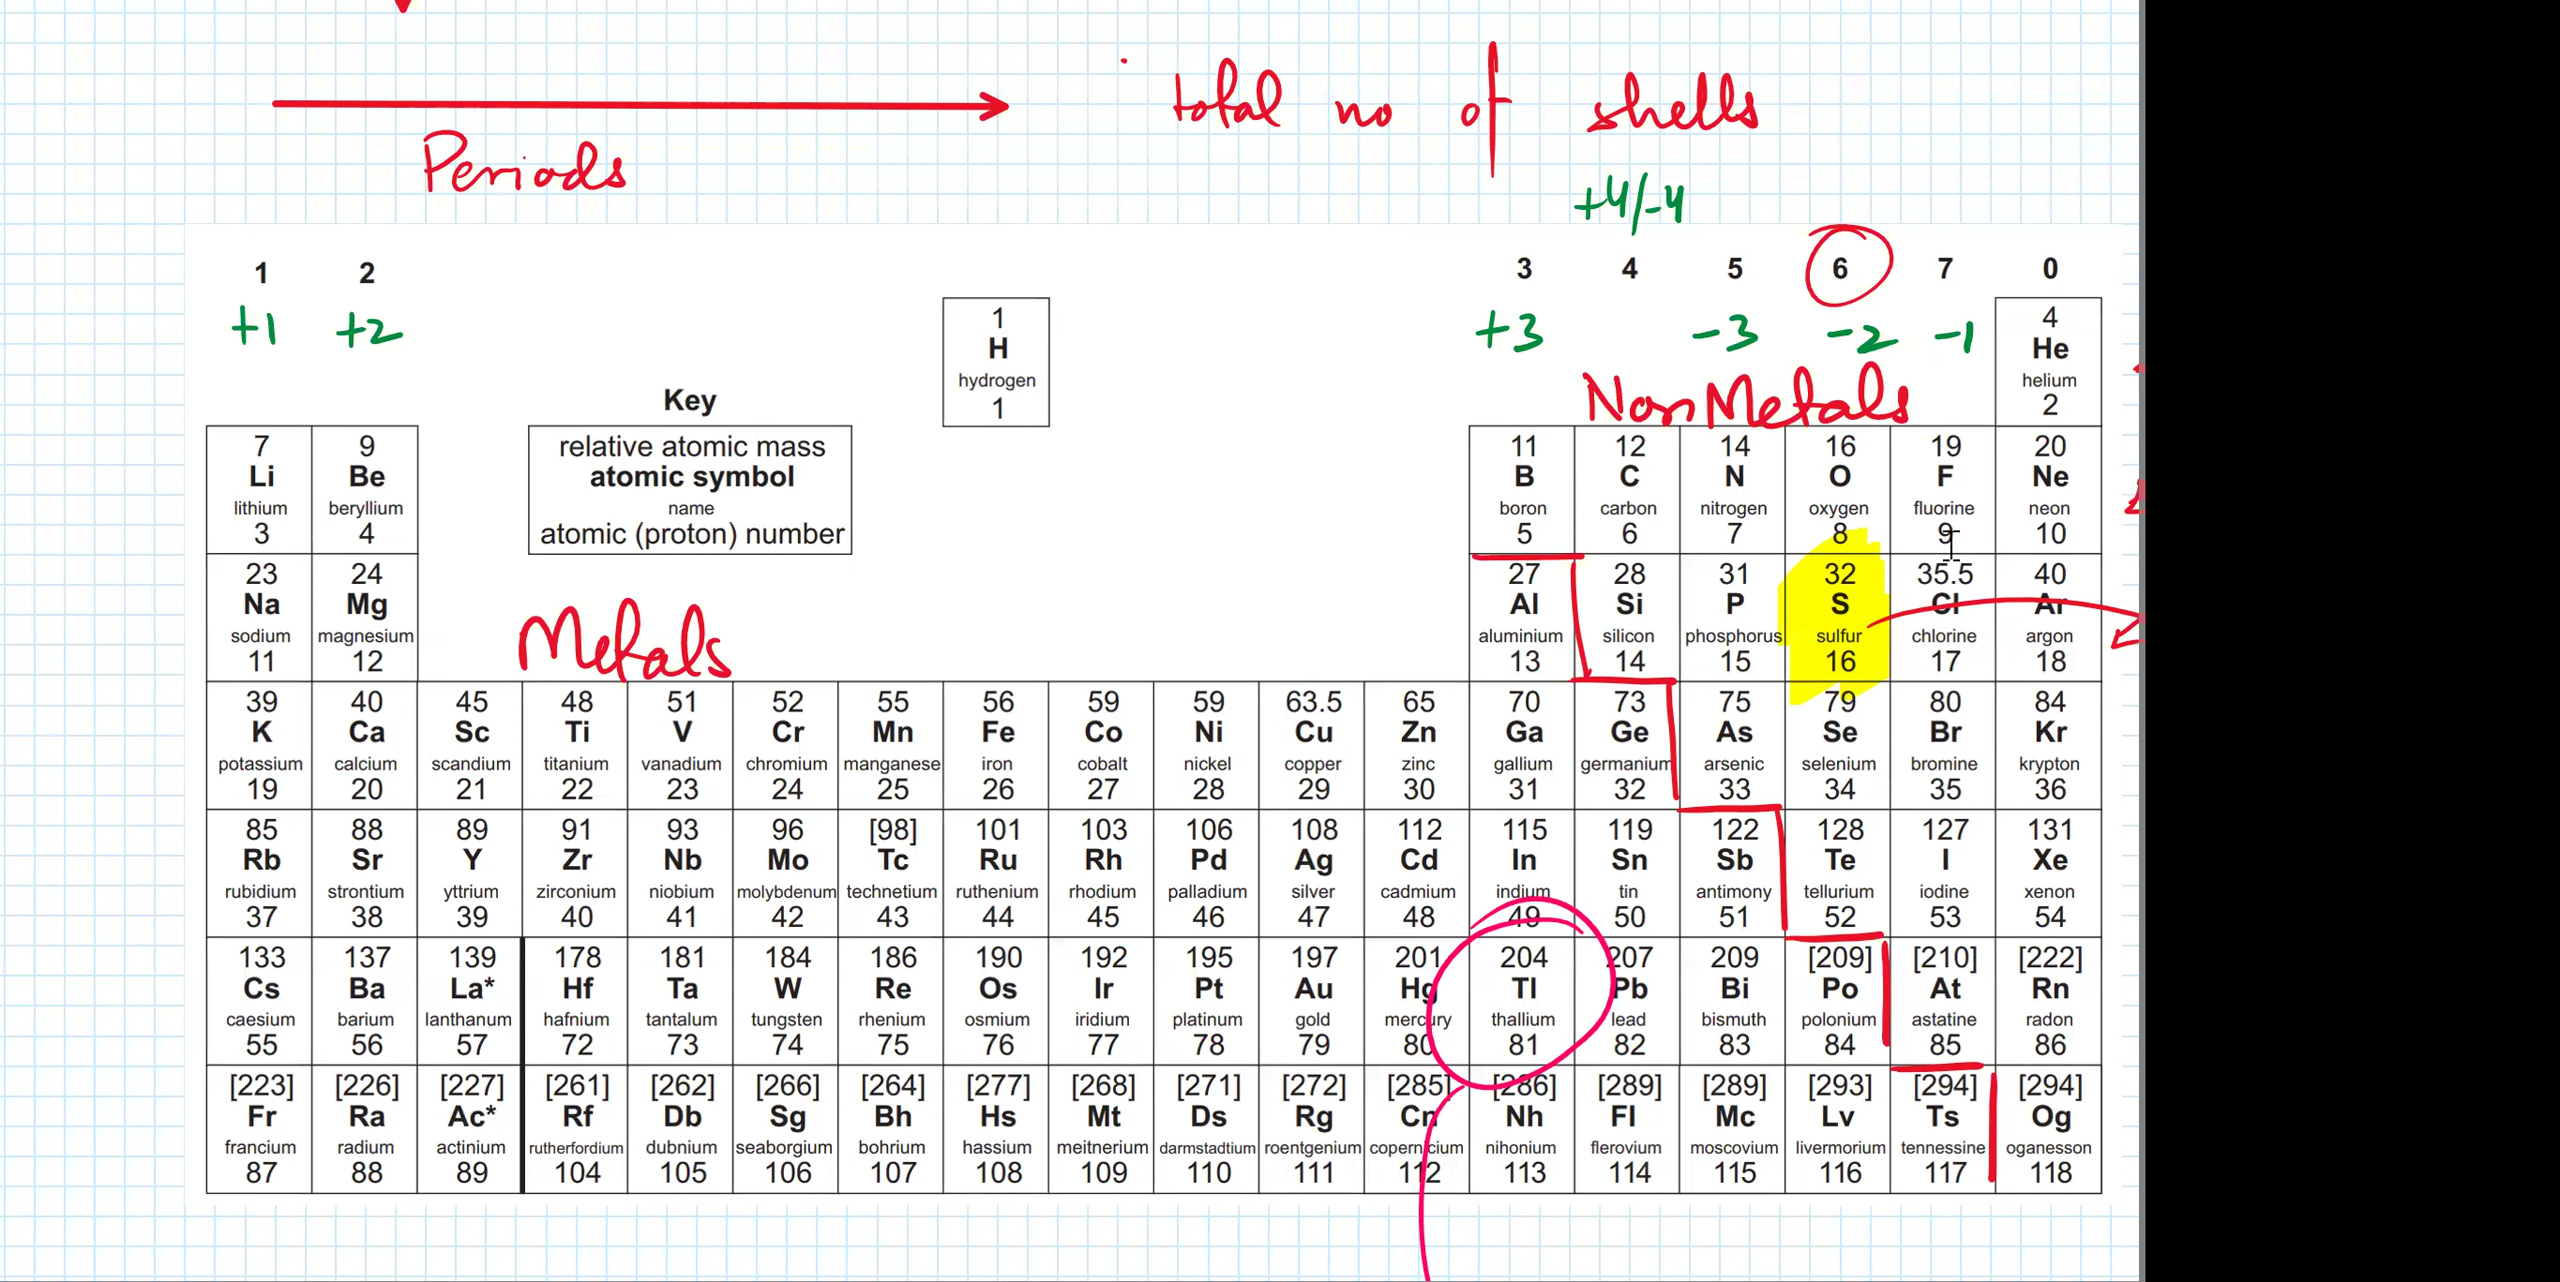 total no of shells
Periods
+4/-4
1 2 3 4 5 6 7 0
+1 +2 +3 -3 -2 -1
1 4
H He
hydrogen helium
1 2
Key
Non Metals
7 9 relative atomic mass 11 12 14 16 19 20
Li Be atomic symbol B C N O F Ne
lithium beryllium name boron carbon nitrogen oxygen fluorine neon
3 4 atomic (proton) number 5 6 7 8 9 10
23 24 27 28 31 32 35.5 40
Na Mg Al Si P S Cl Ar
sodium magnesium Metals aluminium silicon phosphorus sulfur chlorine argon
11 12 13 14 15 16 17 18
39 40 45 48 51 52 55 56 59 59 63.5 65 70 73 75 79 80 84
K Ca Sc Ti V Cr Mn Fe Co Ni Cu Zn Ga Ge As Se Br Kr
potassium calcium scandium titanium vanadium chromium manganese iron cobalt nickel copper zinc gallium germanium arsenic selenium bromine krypton
19 20 21 22 23 24 25 26 27 28 29 30 31 32 33 34 35 36
85 88 89 91 93 96 [98] 101 103 106 108 112 115 119 122 128 127 131
Rb Sr Y Zr Nb Mo Tc Ru Rh Pd Ag Cd In Sn Sb Te I Xe
rubidium strontium yttrium zirconium niobium molybdenum technetium ruthenium rhodium palladium silver cadmium indium tin antimony tellurium iodine xenon
37 38 39 40 41 42 43 44 45 46 47 48 49 50 51 52 53 54
133 137 139 178 181 184 186 190 192 195 197 201 204 207 209 [209] [210] [222]
Cs Ba La* Hf Ta W Re Os Ir Pt Au Hg Tl Pb Bi Po At Rn
caesium barium lanthanum hafnium tantalum tungsten rhenium osmium iridium platinum gold mercury thallium lead bismuth polonium astatine radon
55 56 57 72 73 74 75 76 77 78 79 80 81 82 83 84 85 86
[223] [226] [227] [261] [262] [266] [264] [277] [268] [271] [272] [285] [286] [289] [289] [293] [294] [294]
Fr Ra Ac* Rf Db Sg Bh Hs Mt Ds Rg Cn Nh Fl Mc Lv Ts Og
francium radium actinium rutherfordium dubnium seaborgium bohrium hassium meitnerium darmstadtium roentgenium copernicium nihonium flerovium moscovium livermorium tennessine oganesson
87 88 89 104 105 106 107 108 109 110 111 112 113 114 115 116 117 118